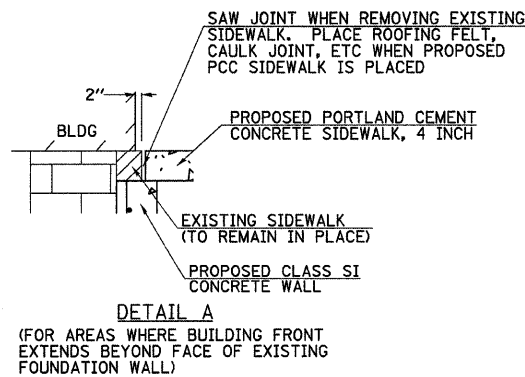 SAW JOINT WHEN REMOVING EXISTING
SIDEWALK. PLACE ROOFING FELT,
CAULK JOINT, ETC WHEN PROPOSED
PCC SIDEWALK IS PLACED
2"
PROPOSED PORTLAND CEMENT
CONCRETE SIDEWALK, 4 INCH
BLDG
EXISTING SIDEWALK
(TO REMAIN IN PLACE)
PROPOSED CLASS SI
CONCRETE WALL
DETAIL A
(FOR AREAS WHERE BUILDING FRONT
EXTENDS BEYOND FACE OF EXISTING
FOUNDATION WALL)